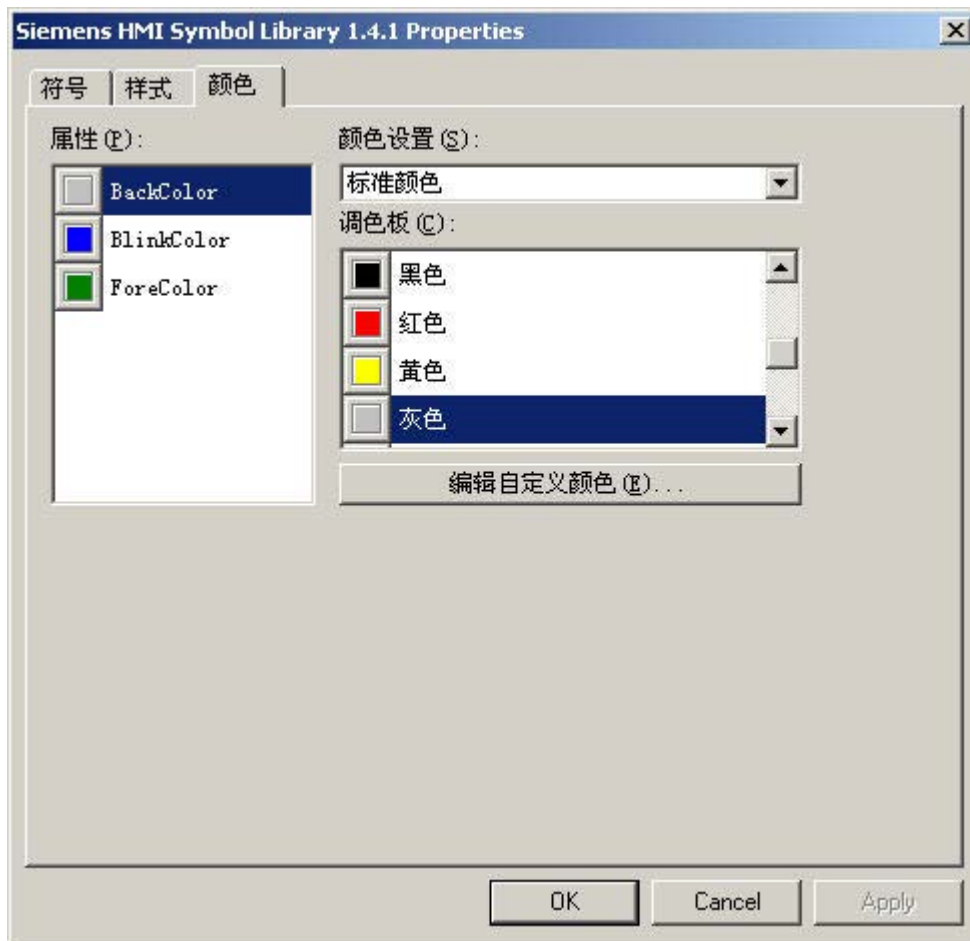 Siemens HMI Symbol Library 1.4.1 Properties
符号 样式 颜色
属性(P): 颜色设置(S):
BackColor 标准颜色
调色板(C):
BlinkColor 黑色
ForeColor 红色
黄色
灰色
编辑自定义颜色(E)...
OK Cancel Apply